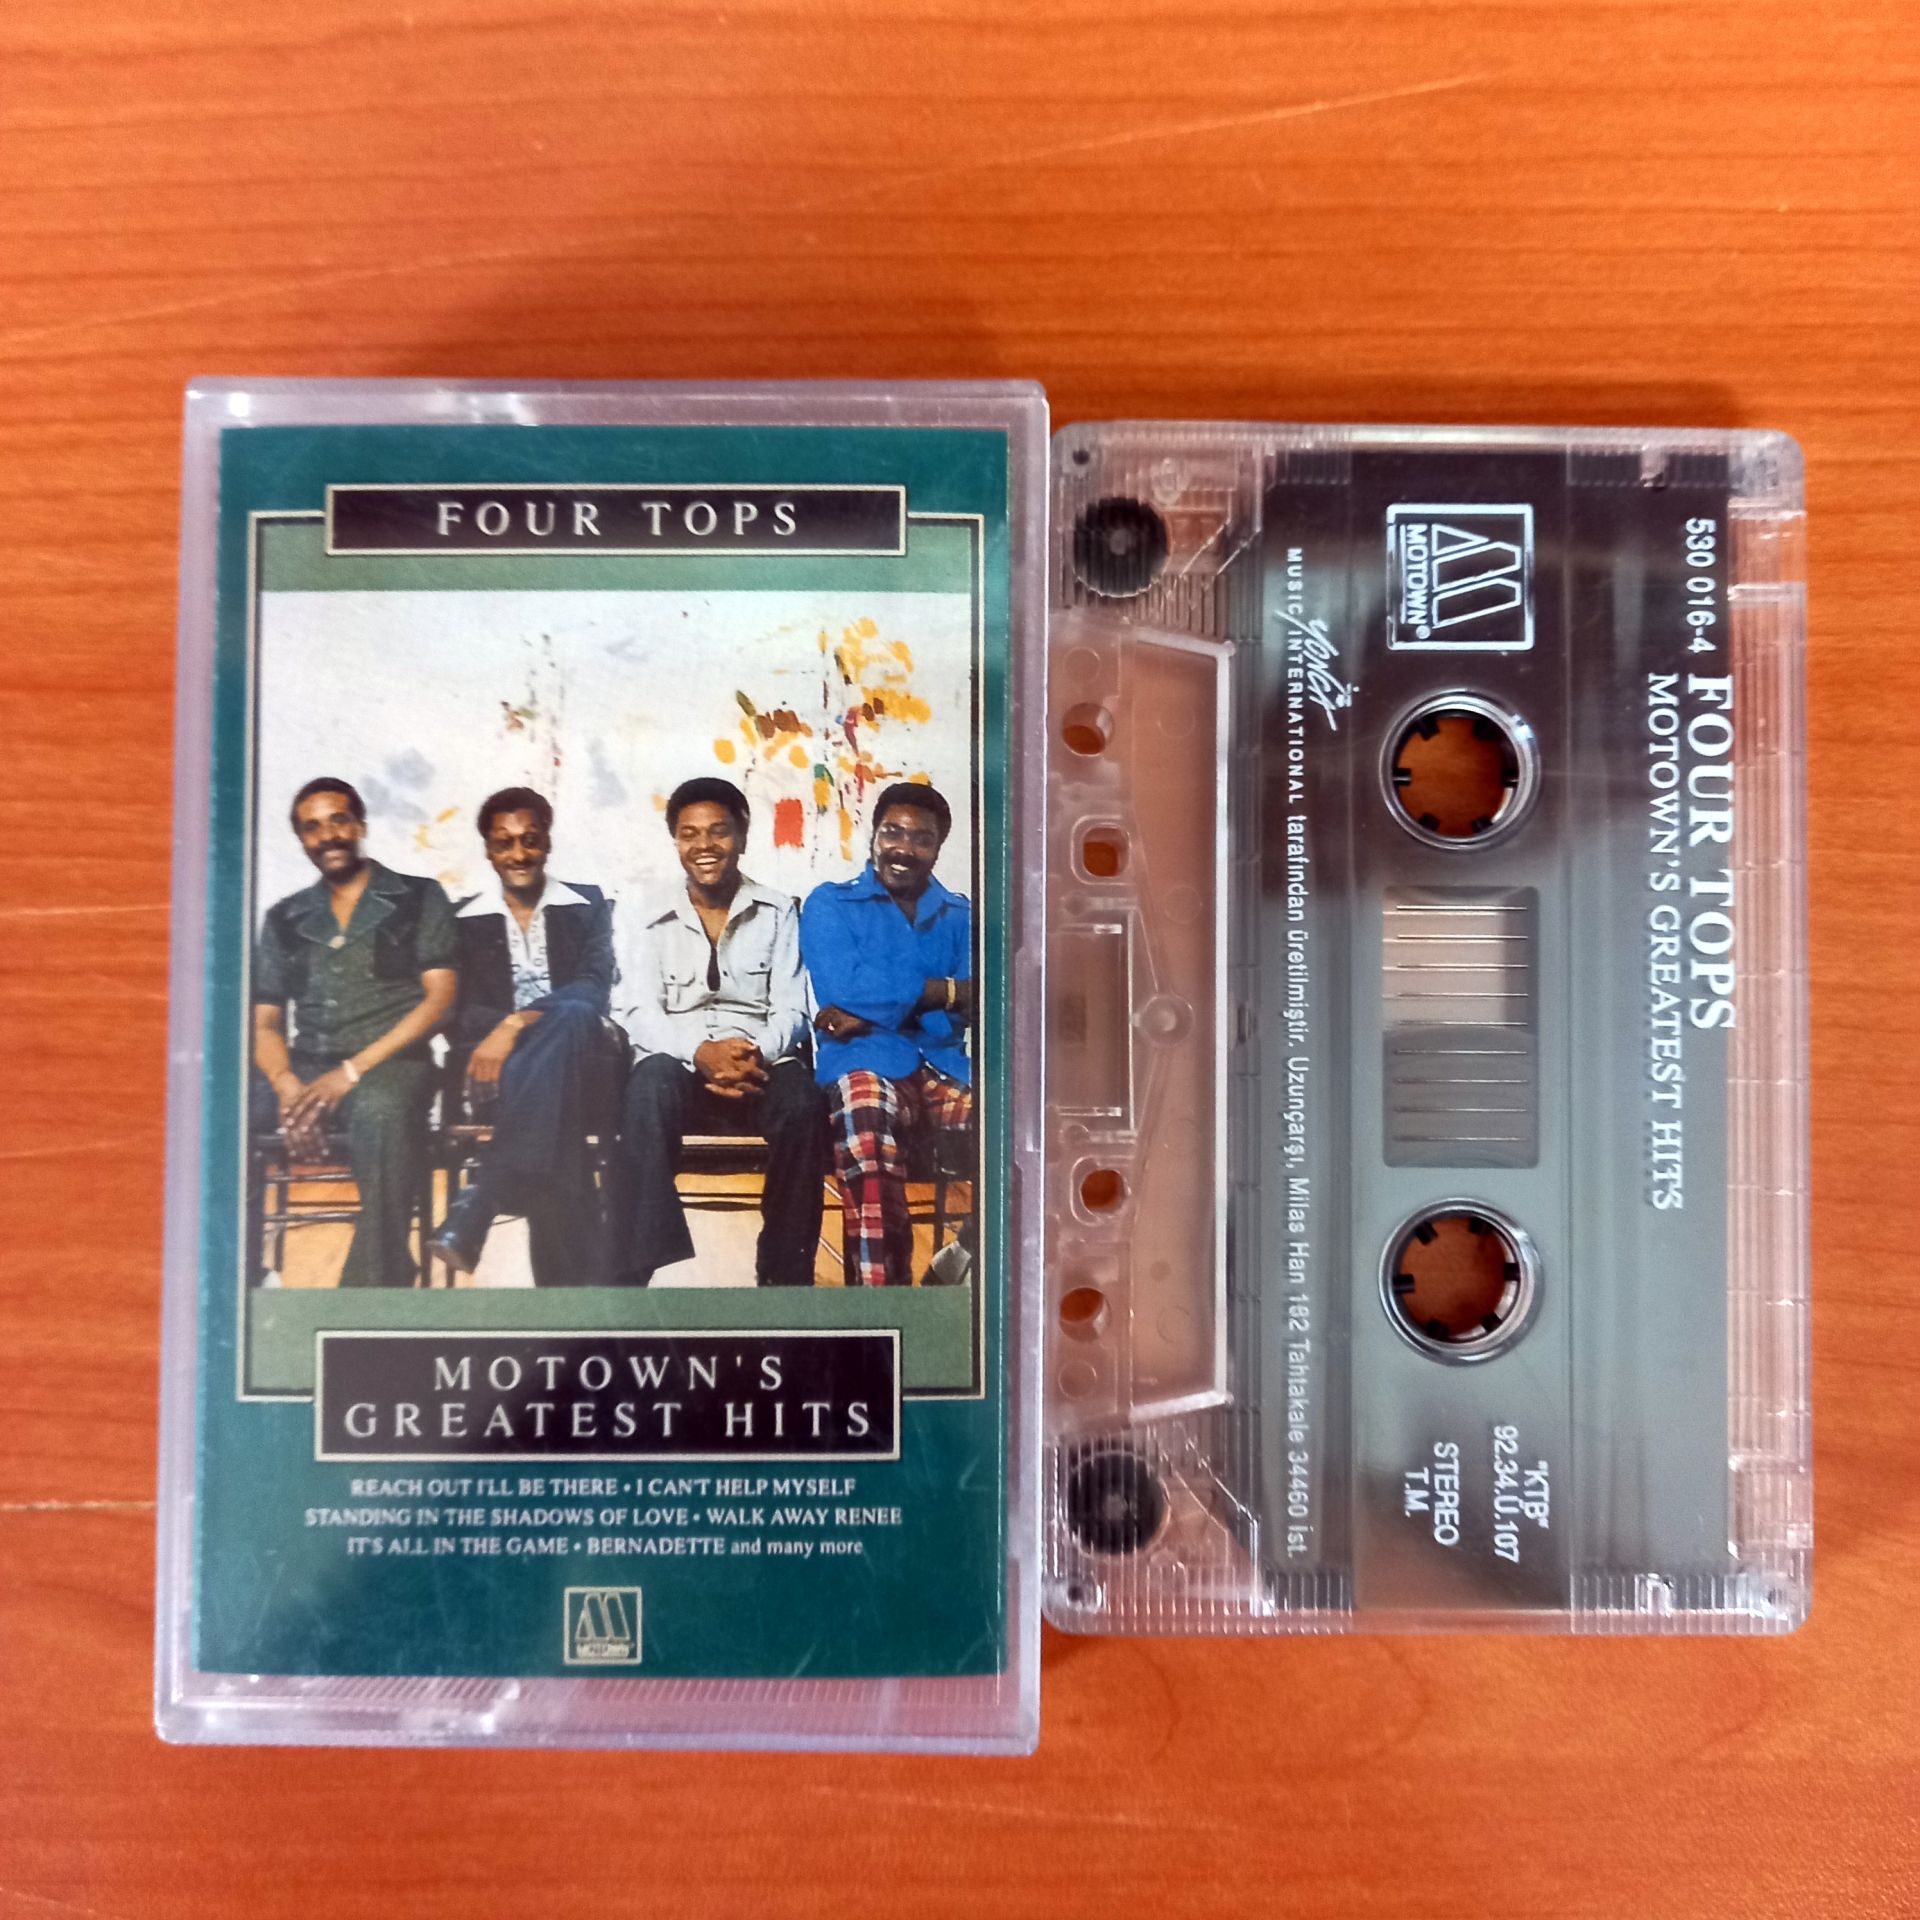 FOUR TOPS
MOTOWN'S
GREATEST HITS
REACH OUT I'LL BE THERE • I CAN'T HELP MYSELF
STANDING IN THE SHADOWS OF LOVE • WALK AWAY RENEE
IT'S ALL IN THE GAME • BERNADETTE and many more
MOTOWN
530 016-4 FOUR TOPS
MOTOWN'S GREATEST HITS
MOTOWN®
"KTB"
92.34.U.107
STEREO
T.M.
MUSIC YONCA INTERNATIONAL tarafından üretilmiştir. Uzunçarşı, Milas Han 182 Tahtakale 34460 İst.